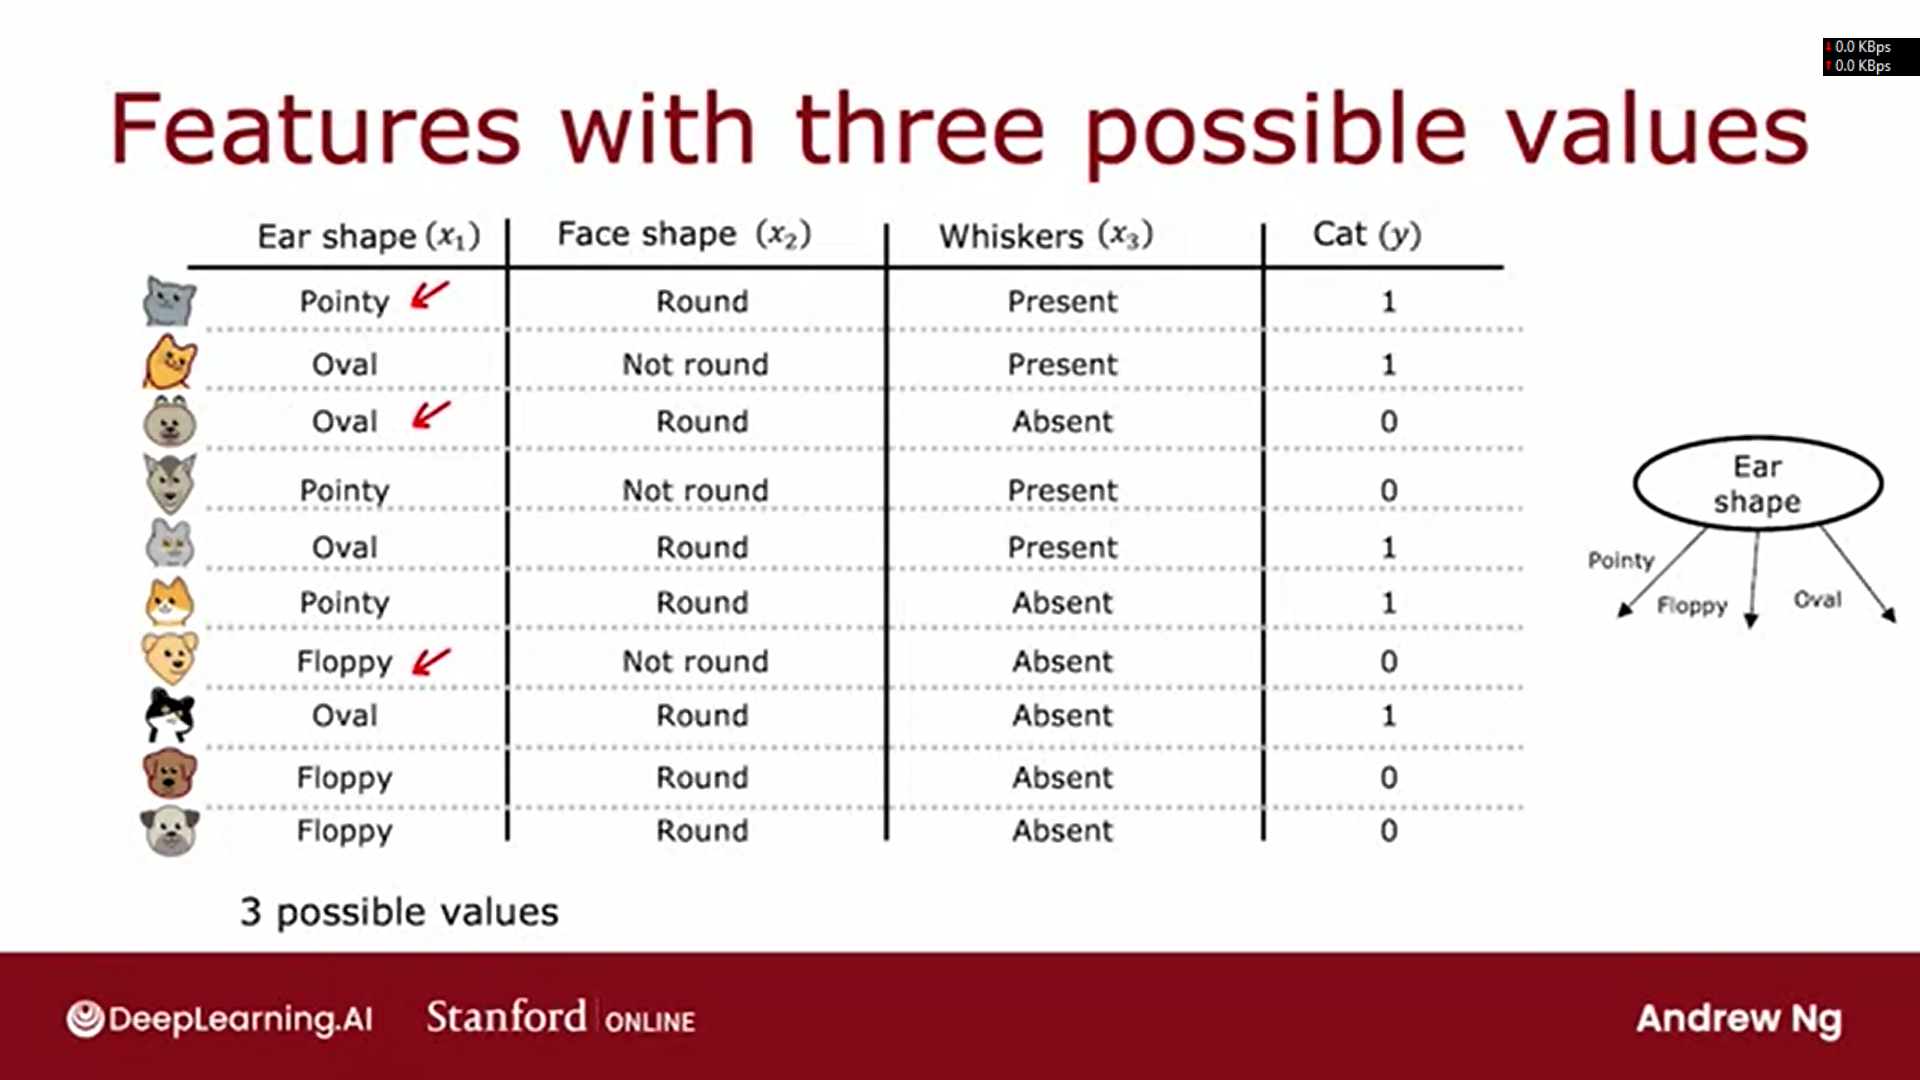 0.0 KBps
0.0 KBps
Features with three possible values
Ear shape (x₁) Face shape (x₂) Whiskers (x₃) Cat (y)
Pointy Round Present 1
Oval Not round Present 1
Oval Round Absent 0
Pointy Not round Present 0
Oval Round Present 1
Pointy Round Absent 1
Floppy Not round Absent 0
Oval Round Absent 1
Floppy Round Absent 0
Floppy Round Absent 0
3 possible values
Ear
shape
Pointy
Floppy
Oval
DeepLearning.AI
Stanford ONLINE
Andrew Ng